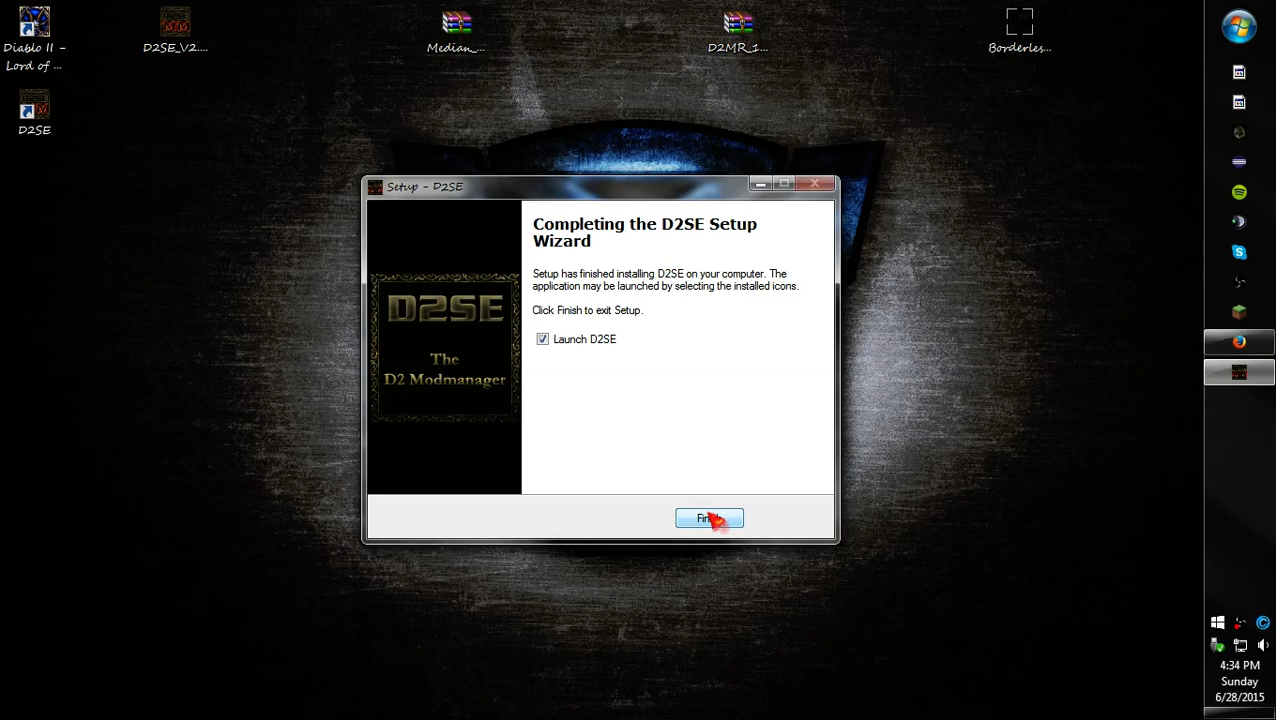 Diablo II -
Lord of ...
D2SE_V2....
Median_...
D2MR_1...
Borderles...
D2SE
Setup - D2SE
Completing the D2SE Setup
Wizard
Setup has finished installing D2SE on your computer. The
application may be launched by selecting the installed icons.
Click Finish to exit Setup.
Launch D2SE
D2SE
The
D2 Modmanager
4:34 PM
Sunday
6/28/2015